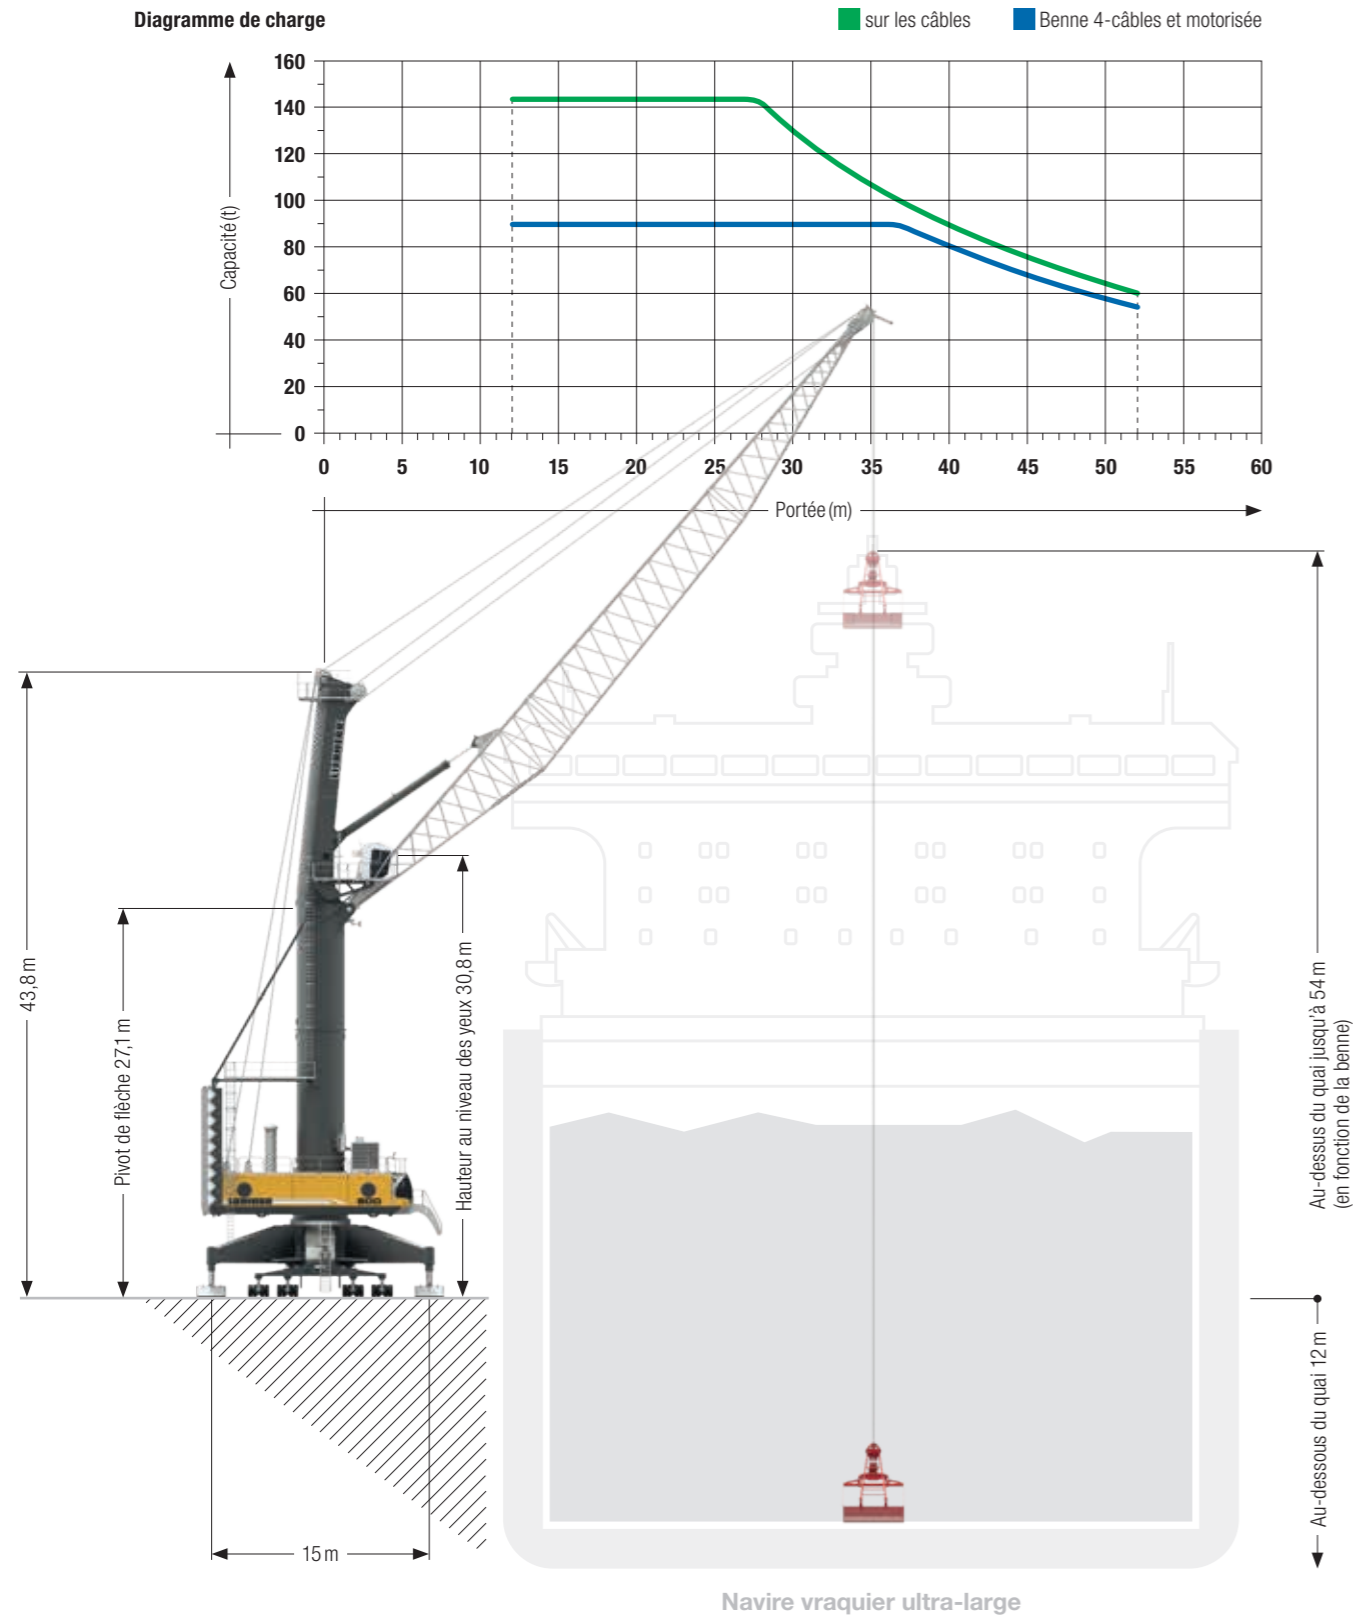 Diagramme de charge
sur les câbles
Benne 4-câbles et motorisée
160
140
120
100
80
60
40
20
0
Capacité (t)
0 5 10 15 20 25 30 35 40 45 50 55 60
Portée (m)
43,8 m
Pivot de flèche 27,1 m
Hauteur au niveau des yeux 30,8 m
Au-dessus du quai jusqu'à 54 m
(en fonction de la benne)
Au-dessous du quai 12 m
LIEBHERR
600
15 m
Navire vraquier ultra-large